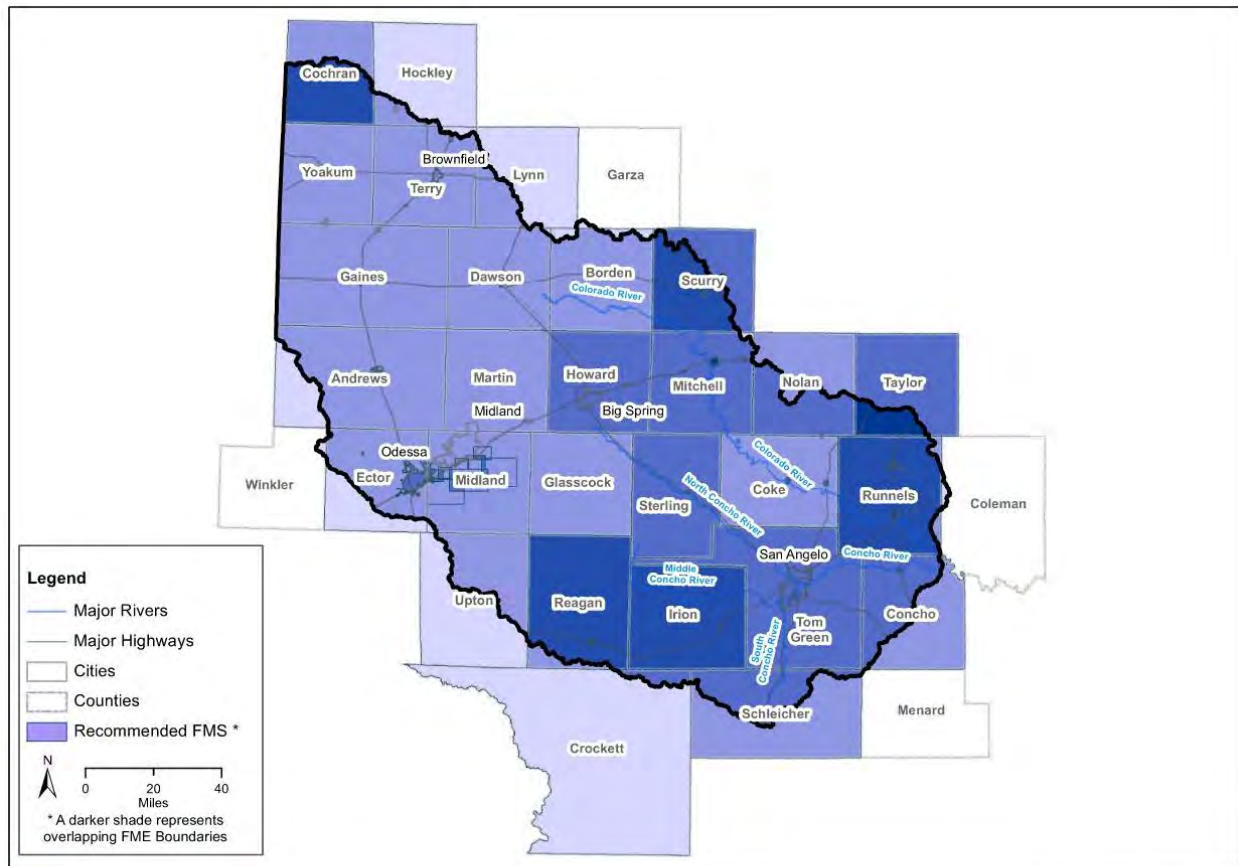 Cochran
Hockley
Brownfield
Yoakum
Terry
Lynn
Garza
Gaines
Dawson
Borden
Scurry
Colorado River
Andrews
Martin
Howard
Mitchell
Nolan
Taylor
Midland
Big Spring
Odessa
Winkler
Ector
Midland
Glasscock
Sterling
North Concho River
Coke
Colorado River
Runnels
Coleman
San Angelo
Concho River
Middle
Concho River
Upton
Reagan
Irion
Tom
Green
Concho
South
Concho River
Schleicher
Menard
Crockett
Legend
Major Rivers
Major Highways
Cities
Counties
Recommended FMS *
N
0 20 40
Miles
* A darker shade represents
overlapping FME Boundaries